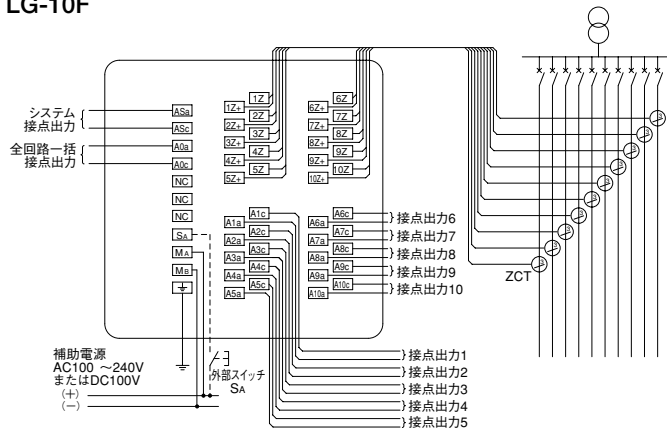 LG-10F
システム
接点出力
全回路一括
接点出力
ASa
ASc
A0a
A0c
NC
NC
NC
SA
MA
MB
1Z
1Z+
2Z
2Z+
3Z
3Z+
4Z
4Z+
5Z
5Z+
6Z
6Z+
7Z
7Z+
8Z
8Z+
9Z
9Z+
10Z
10Z+
A1c
A1a
A2c
A2a
A3c
A3a
A4c
A4a
A5c
A5a
A6c
A6a
A7c
A7a
A8c
A8a
A9c
A9a
A10c
A10a
接点出力6
接点出力7
接点出力8
接点出力9
接点出力10
ZCT
補助電源
AC100 ~240V
またはDC100V
(+)
(-)
外部スイッチ
SA
接点出力1
接点出力2
接点出力3
接点出力4
接点出力5